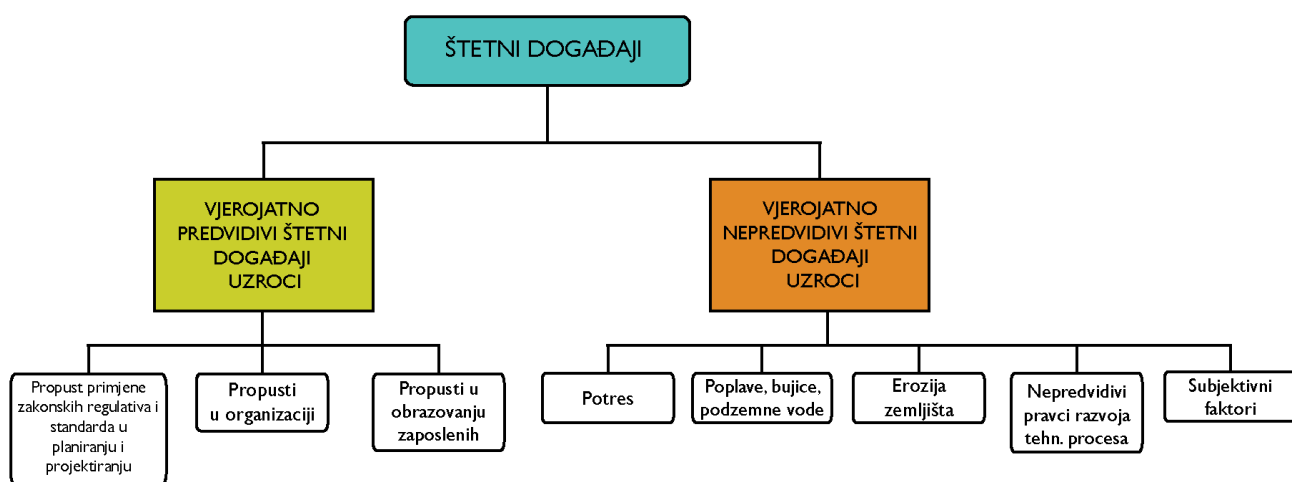 ŠTETNI DOGAĐAJI
VJEROJATNO
PREDVIDIVI ŠTETNI
DOGAĐAJI
UZROCI
VJEROJATNO
NEPREDVIDIVI ŠTETNI
DOGAĐAJI
UZROCI
Propust primjene
zakonskih regulativa i
standarda u
planiranju i
projektiranju
Propusti
u organizaciji
Propusti u
obrazovanju
zaposlenih
Potres
Poplave, bujice,
podzemne vode
Erozija
zemljišta
Nepredvidivi
pravci razvoja
tehn. procesa
Subjektivni
faktori